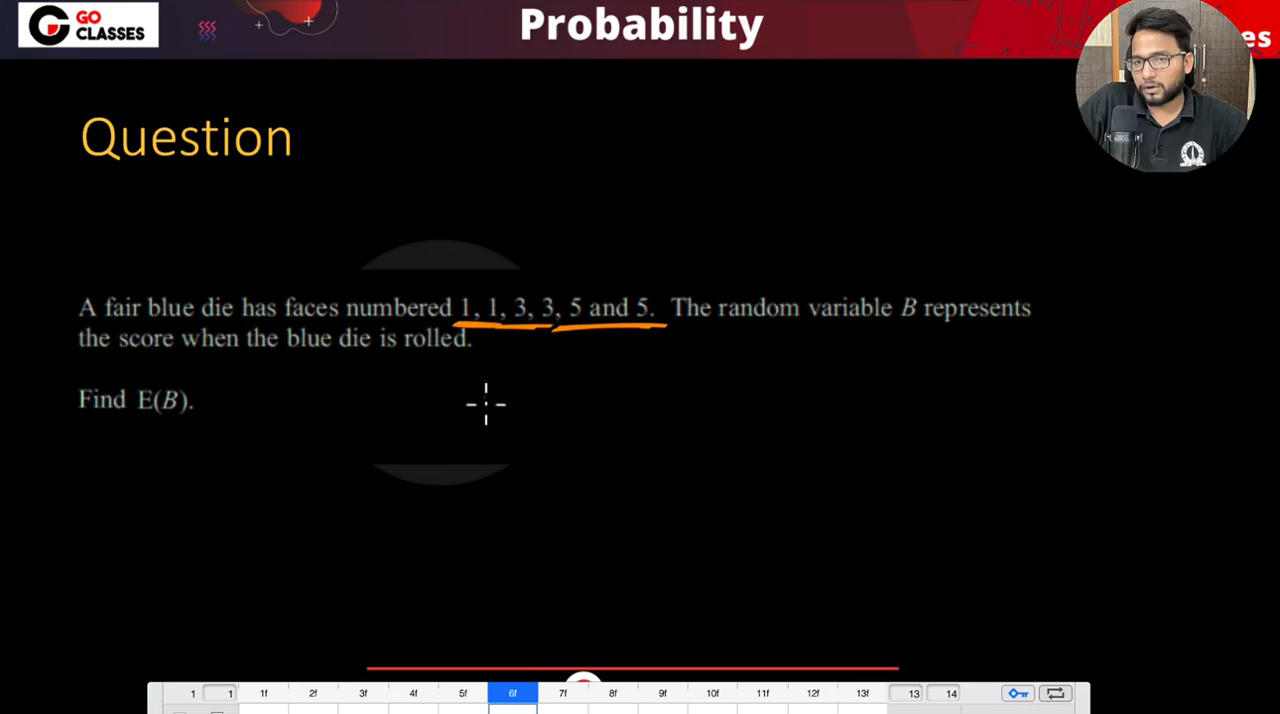 GO
CLASSES
Probability
es
Question
A fair blue die has faces numbered 1, 1, 3, 3, 5 and 5. The random variable B represents
the score when the blue die is rolled.
Find E(B).
1 1 1f 2f 3f 4f 5f 6f 7f 8f 9f 10f 11f 12f 13f 13 14